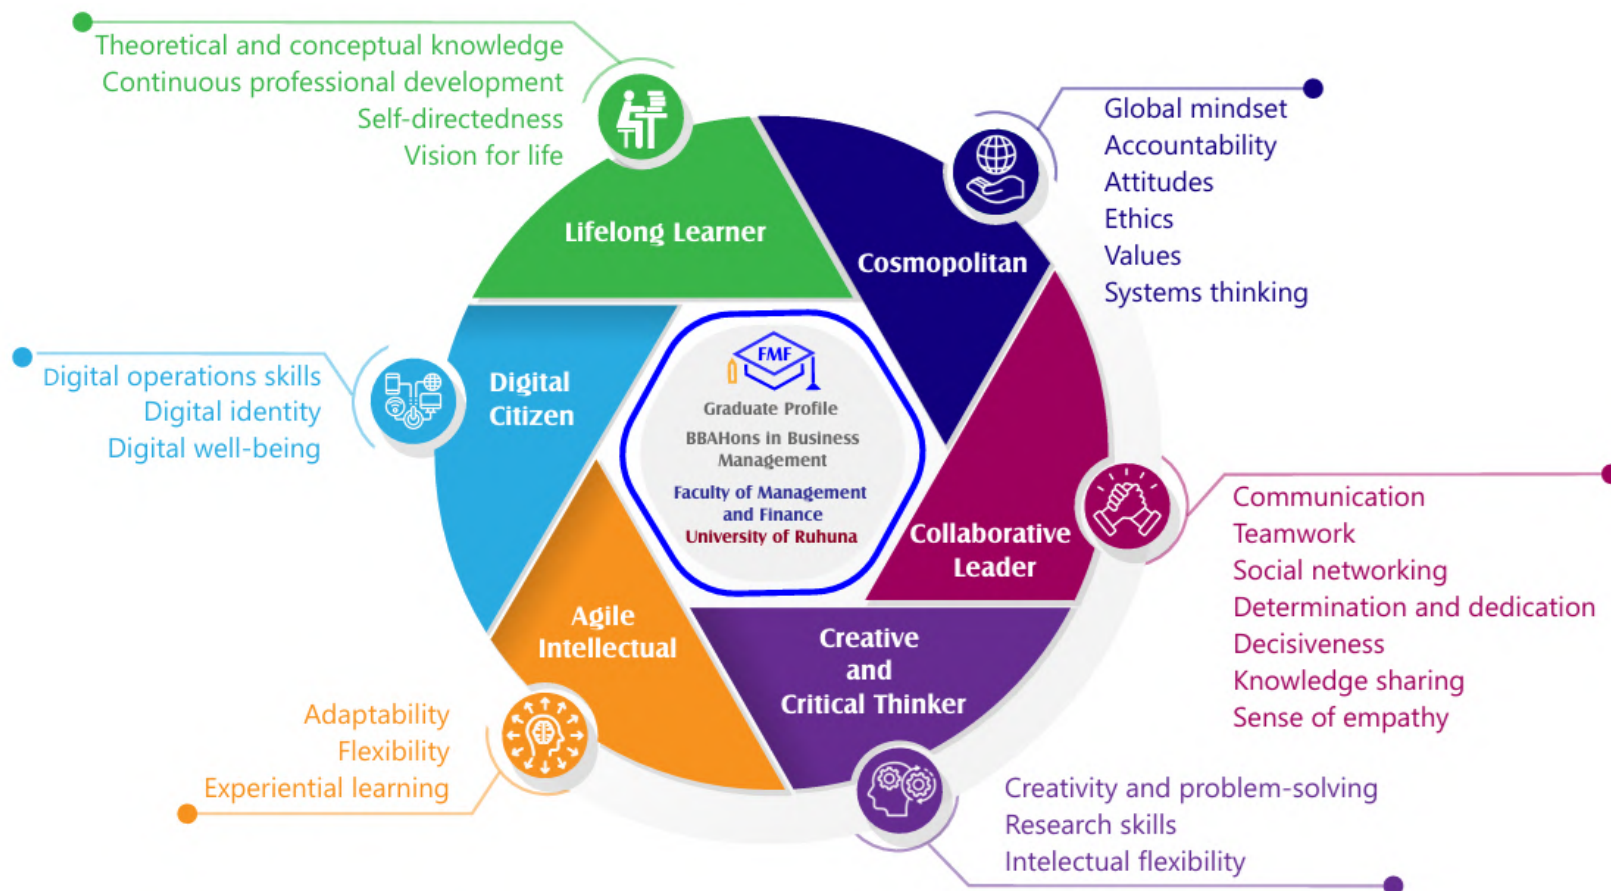 Theoretical and conceptual knowledge
Continuous professional development
Self-directedness
Vision for life
Lifelong Learner
Global mindset
Accountability
Attitudes
Ethics
Values
Systems thinking
Cosmopolitan
Digital operations skills
Digital identity
Digital well-being
Digital
Citizen
FMF
Graduate Profile
BBAHons in Business
Management
Faculty of Management
and Finance
University of Ruhuna
Collaborative
Leader
Communication
Teamwork
Social networking
Determination and dedication
Decisiveness
Knowledge sharing
Sense of empathy
Agile
Intellectual
Adaptability
Flexibility
Experiential learning
Creative
and
Critical Thinker
Creativity and problem-solving
Research skills
Intelectual flexibility